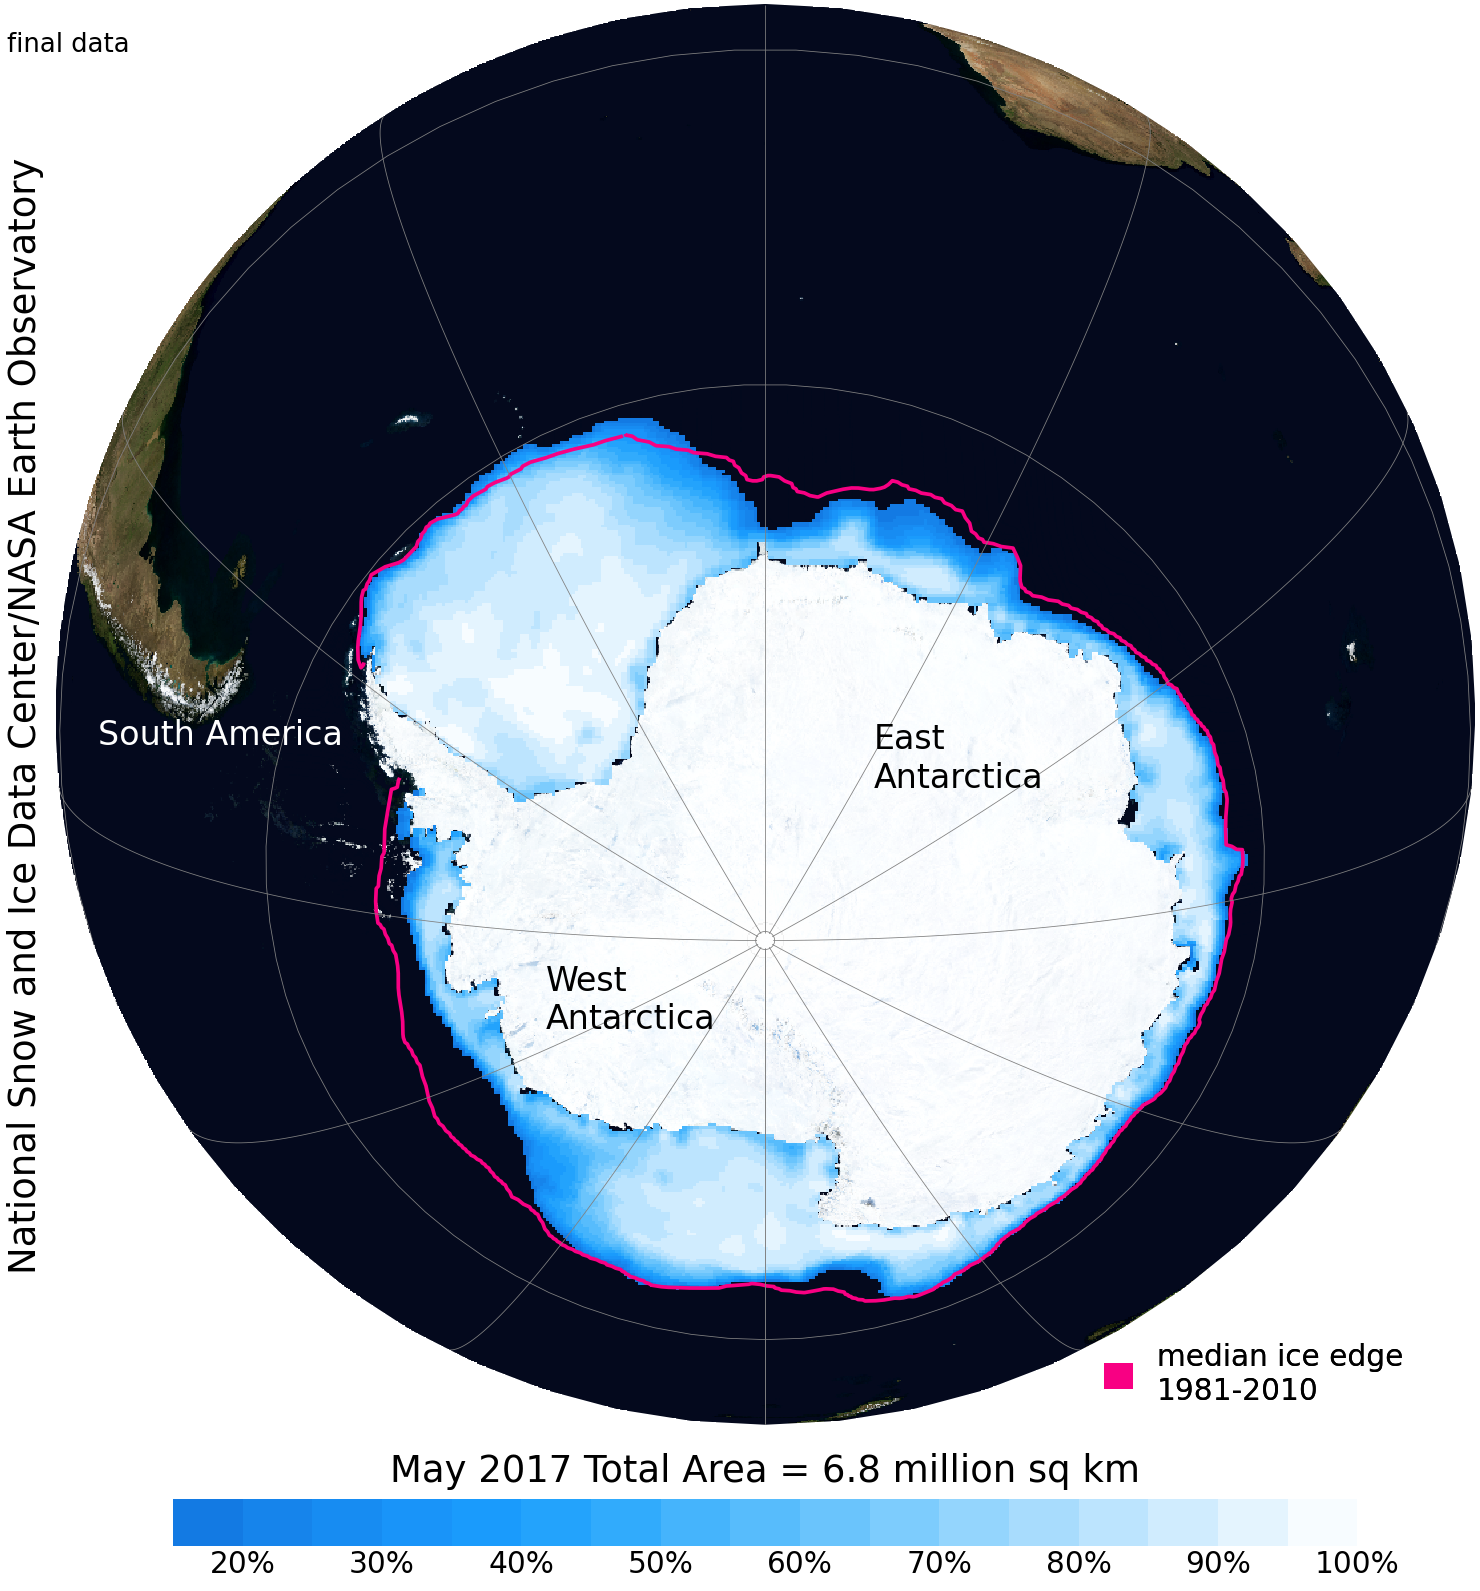 final data
National Snow and Ice Data Center/NASA Earth Observatory
South America
East
Antarctica
West
Antarctica
median ice edge
1981-2010
May 2017 Total Area = 6.8 million sq km
20% 30% 40% 50% 60% 70% 80% 90% 100%